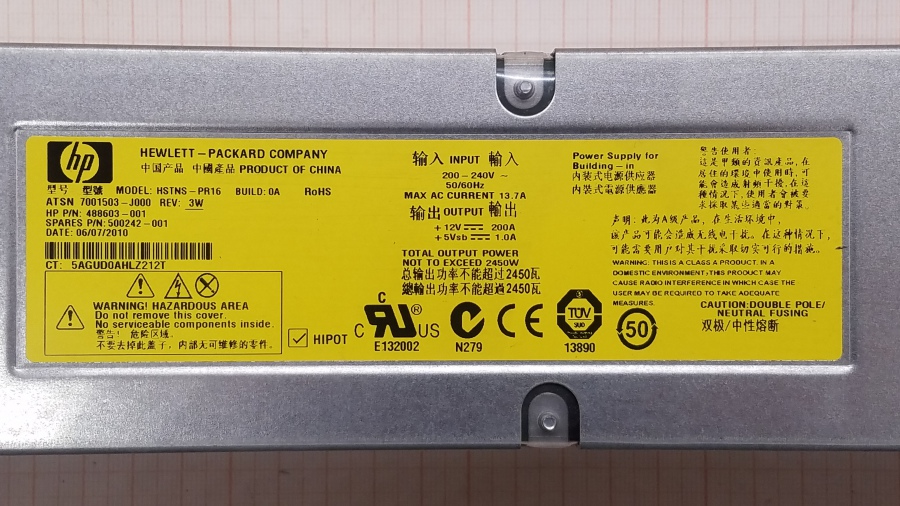 hp
HEWLETT-PACKARD COMPANY
中国产品 中國產品 PRODUCT OF CHINA
型号 型號 MODEL: HSTNS-PR16 BUILD: 0A RoHS
ATSN 7001503-J000 REV: 3W
HP P/N: 488603-001
SPARES P/N: 500242-001
DATE: 06/07/2010
CT: 5AGUD0AHLZ212T
WARNING! HAZARDOUS AREA
Do not remove this cover.
No serviceable components inside.
警告! 危险区域.
不要去掉此盖子, 内部无可维修的零件.
HIPOT
输入 INPUT 輸入
200-240V ~
50/60Hz
MAX AC CURRENT 13.7A
输出 OUTPUT 輸出
+12V ⎓ 200A
+5Vsb ⎓ 1.0A
TOTAL OUTPUT POWER
NOT TO EXCEED 2450W
总输出功率不能超过2450瓦
總輸出功率不能超過2450瓦
C RU ® US
C
E132002
N279
CE
TUV
13890
50
Power Supply for
Building-in
内装式电源供应器
內裝式電源供應器
警告使用者:
這是甲類的資訊產品, 在
居住的環境中使用時, 可
能會造成射頻干擾, 在這
種情況下, 使用者會被要
求採取某些適當的對策.
声明: 此为A级产品, 在生活环境中,
该产品可能会造成无线电干扰. 在这种情况下,
可能需要用户对其干扰采取切实可行的措施.
WARNING: THIS IS A CLASS A PRODUCT. IN A
DOMESTIC ENVIRONMENT, THIS PRODUCT MAY
CAUSE RADIO INTERFERENCE IN WHICH CASE THE
USER MAY BE REQUIRED TO TAKE ADEQUATE
MEASURES.
CAUTION: DOUBLE POLE/
NEUTRAL FUSING
双极/中性熔断